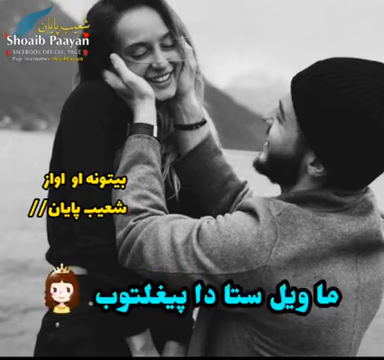 شعیب پایان
Shoaib Paayan
FACEBOOK OFFICIAL PAGE
بیتونه او اواز
شعیب پایان//
ما ویل ستا دا پیغلتوب.